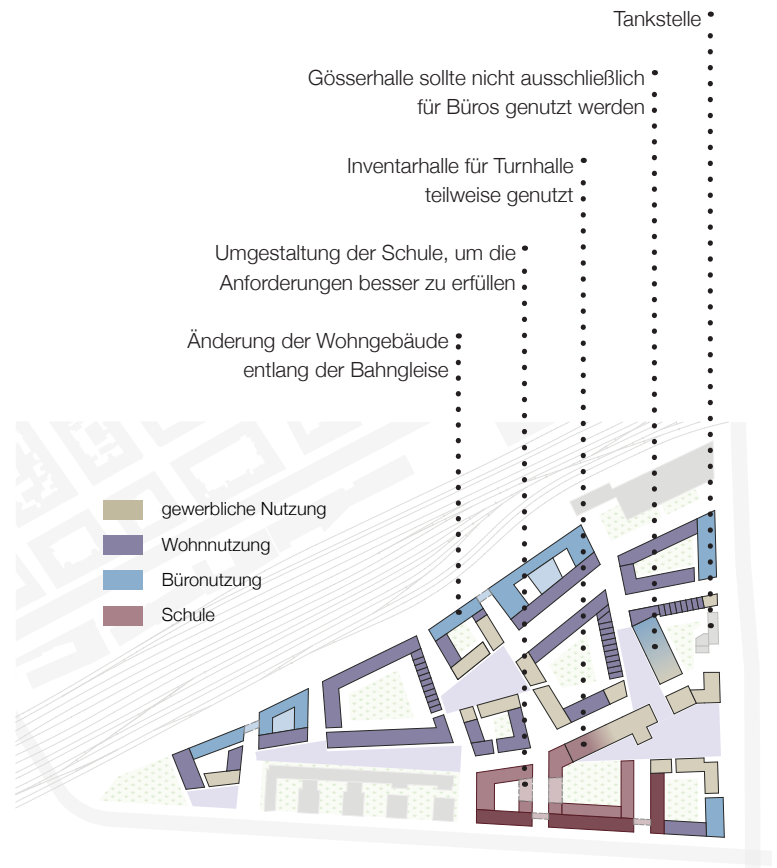 Tankstelle
Gösserhalle sollte nicht ausschließlich
für Büros genutzt werden
Inventarhalle für Turnhalle
teilweise genutzt
Umgestaltung der Schule, um die
Anforderungen besser zu erfüllen
Änderung der Wohngebäude
entlang der Bahngleise
gewerbliche Nutzung
Wohnnutzung
Büronutzung
Schule